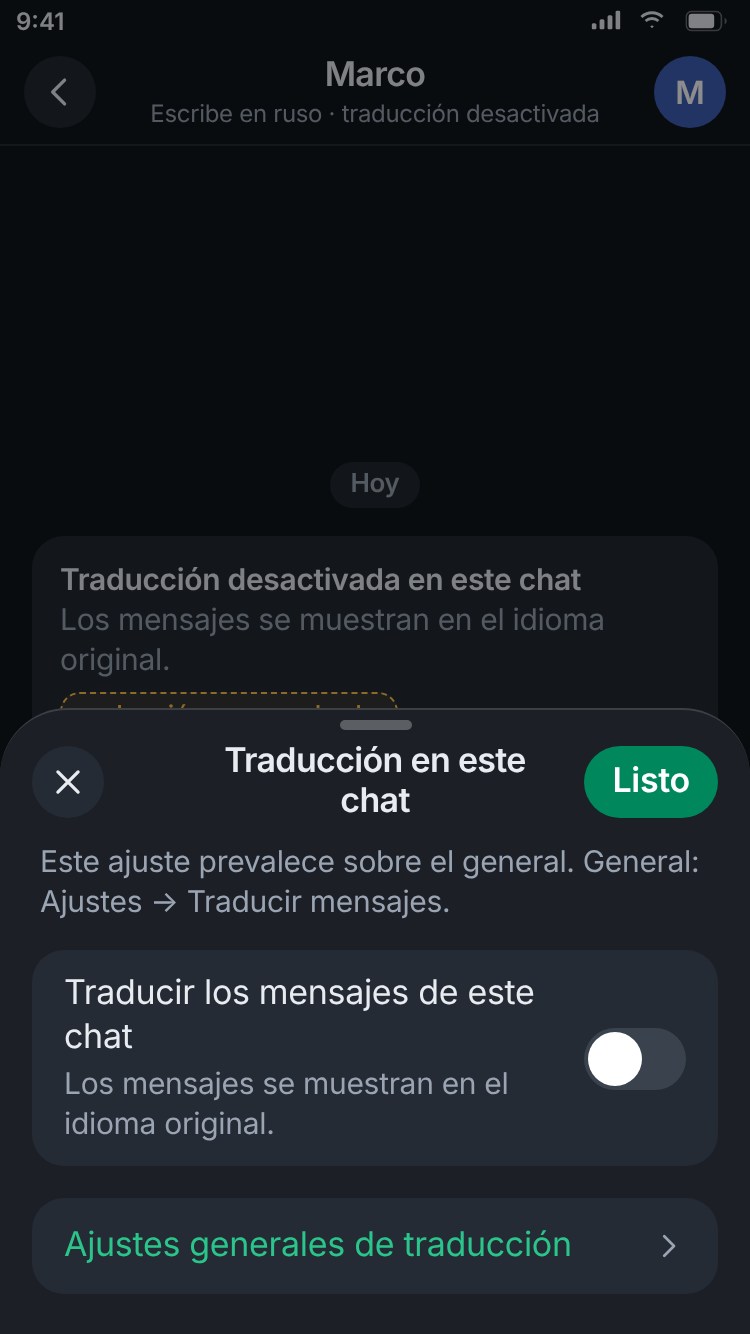 9:41
Marco
Escribe en ruso · traducción desactivada
M
Hoy
Traducción desactivada en este chat
Los mensajes se muestran en el idioma
original.
Traducción en este
chat
Listo
Este ajuste prevalece sobre el general. General:
Ajustes → Traducir mensajes.
Traducir los mensajes de este
chat
Los mensajes se muestran en el
idioma original.
Ajustes generales de traducción